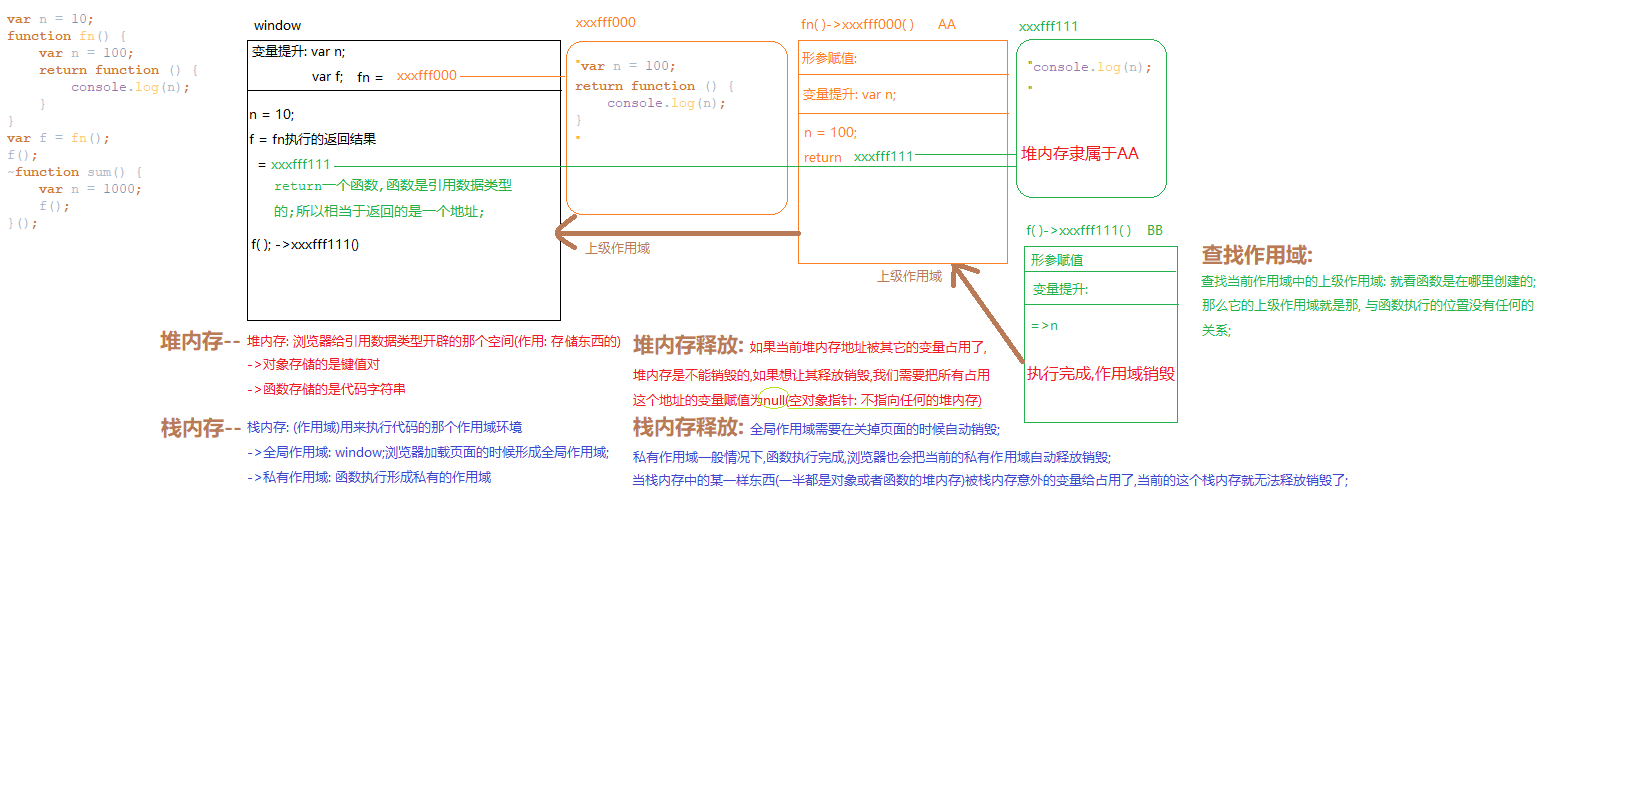 var n = 10;
function fn() {
    var n = 100;
    return function () {
        console.log(n);
    }
}
var f = fn();
f();
~function sum() {
    var n = 1000;
    f();
}();
window
变量提升: var n;
var f;   fn =   xxxfff000
n = 10;
f = fn执行的返回结果
= xxxfff111
return一个函数,函数是引用数据类型
的;所以相当于返回的是一个地址;
f( ); ->xxxfff111()
xxxfff000
"var n = 100;
return function () {
    console.log(n);
}
"
上级作用域
fn( )->xxxfff000( )   AA
形参赋值:
变量提升: var n;
n = 100;
return   xxxfff111
上级作用域
xxxfff111
"console.log(n);
"
堆内存隶属于AA
f( )->xxxfff111( )   BB
形参赋值
变量提升:
=>n
执行完成,作用域销毁
查找作用域:
查找当前作用域中的上级作用域: 就看函数是在哪里创建的;
那么它的上级作用域就是那, 与函数执行的位置没有任何的
关系;
堆内存-- 堆内存: 浏览器给引用数据类型开辟的那个空间(作用: 存储东西的)
->对象存储的是键值对
->函数存储的是代码字符串
栈内存-- 栈内存: (作用域)用来执行代码的那个作用域环境
->全局作用域: window;浏览器加载页面的时候形成全局作用域;
->私有作用域: 函数执行形成私有的作用域
堆内存释放: 如果当前堆内存地址被其它的变量占用了,
堆内存是不能销毁的,如果想让其释放销毁,我们需要把所有占用
这个地址的变量赋值为null(空对象指针: 不指向任何的堆内存)
栈内存释放: 全局作用域需要在关掉页面的时候自动销毁;
私有作用域一般情况下,函数执行完成,浏览器也会把当前的私有作用域自动释放销毁;
当栈内存中的某一样东西(一半都是对象或者函数的堆内存)被栈内存意外的变量给占用了,当前的这个栈内存就无法释放销毁了;